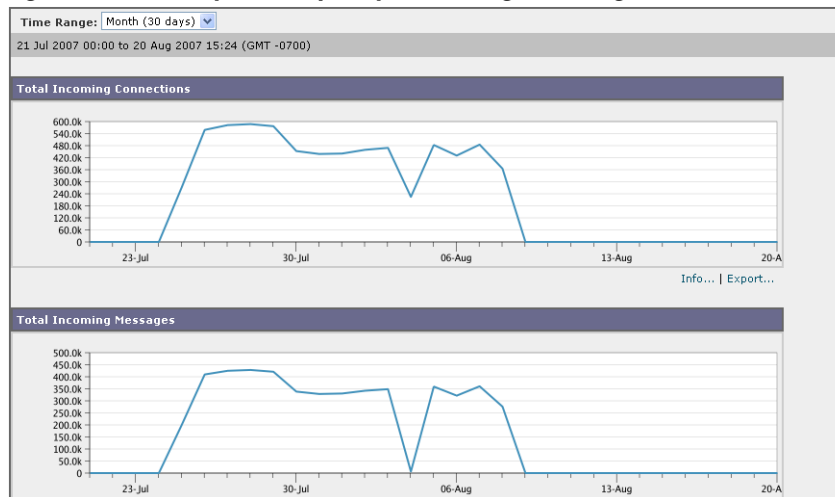 Time Range: Month (30 days)
21 Jul 2007 00:00 to 20 Aug 2007 15:24 (GMT -0700)
Total Incoming Connections
600.0k
540.0k
480.0k
420.0k
360.0k
300.0k
240.0k
180.0k
120.0k
60.0k
0
23-Jul 30-Jul 06-Aug 13-Aug 20-A
Info... | Export...
Total Incoming Messages
500.0k
450.0k
400.0k
350.0k
300.0k
250.0k
200.0k
150.0k
100.0k
50.0k
0
23-Jul 30-Jul 06-Aug 13-Aug 20-A